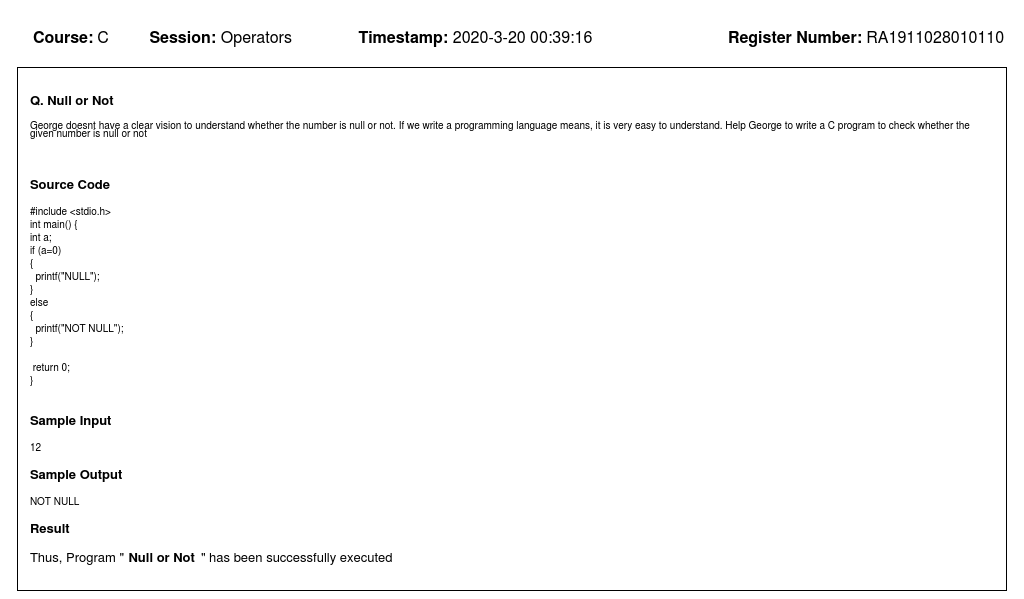 Course: C Session: Operators Timestamp: 2020-3-20 00:39:16 Register Number: RA1911028010110
Q. Null or Not
George doesnt have a clear vision to understand whether the number is null or not. If we write a programming language means, it is very easy to understand. Help George to write a C program to check whether the
given number is null or not
Source Code
#include <stdio.h>
int main() {
int a;
if (a=0)
{
  printf("NULL");
}
else
{
  printf("NOT NULL");
}
 return 0;
}
Sample Input
12
Sample Output
NOT NULL
Result
Thus, Program " Null or Not " has been successfully executed